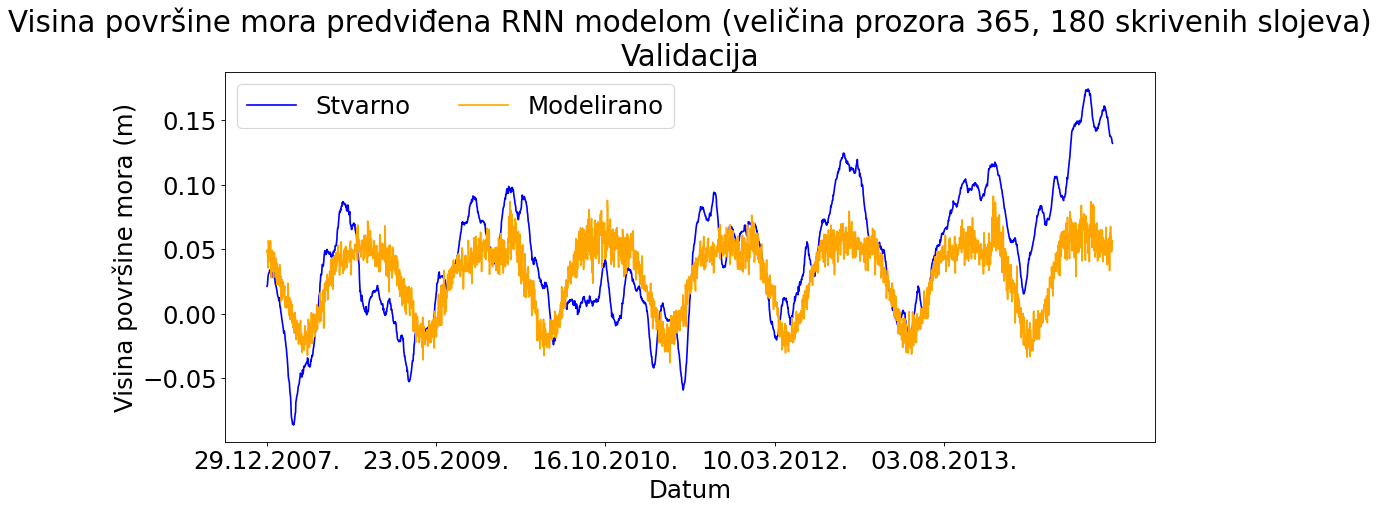 Visina površine mora predviđena RNN modelom (veličina prozora 365, 180 skrivenih slojeva)
Validacija
Stvarno Modelirano
Visina površine mora (m)
0.15
0.10
0.05
0.00
−0.05
29.12.2007. 23.05.2009. 16.10.2010. 10.03.2012. 03.08.2013.
Datum